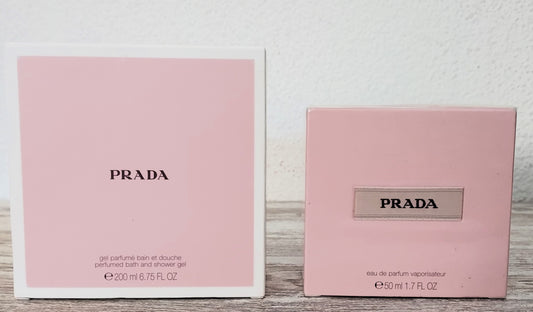 PRADA
gel parfumé bain et douche
perfumed bath and shower gel
℮200 ml 6.75 FL OZ
PRADA
eau de parfum vaporisateur
℮50 ml 1.7 FL OZ